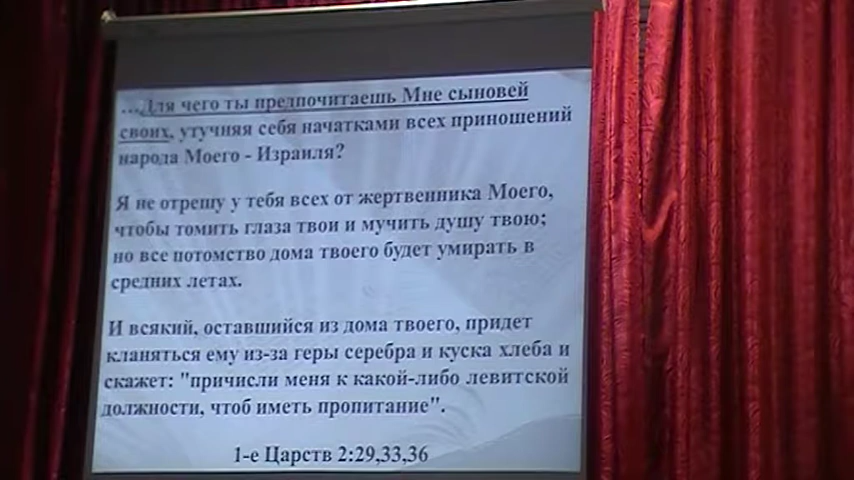 ...Для чего ты предпочитаешь Мне сыновей
своих, утучняя себя начатками всех приношений
народа Моего - Израиля?
Я не отрешу у тебя всех от жертвенника Моего,
чтобы томить глаза твои и мучить душу твою;
но все потомство дома твоего будет умирать в
средних летах.
И всякий, оставшийся из дома твоего, придет
кланяться ему из-за геры серебра и куска хлеба и
скажет: "причисли меня к какой-либо левитской
должности, чтоб иметь пропитание".
1-е Царств 2:29,33,36